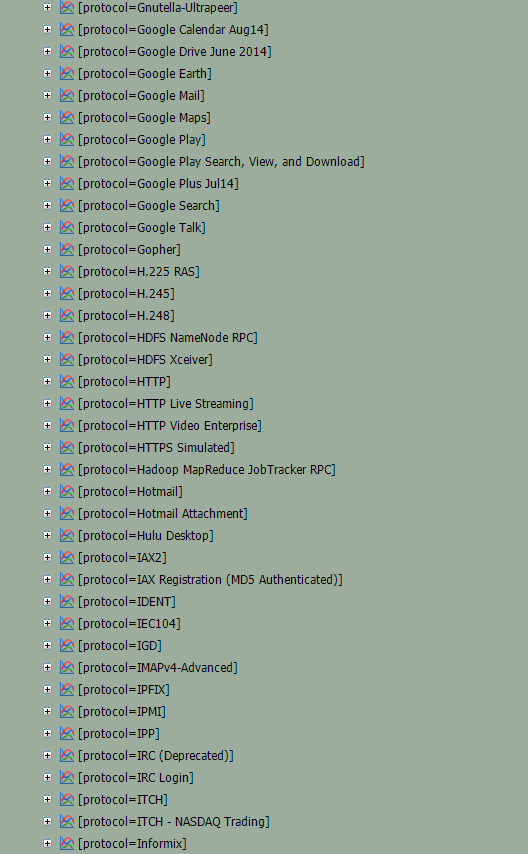 [protocol=Gnutella-Ultrapeer]
[protocol=Google Calendar Aug14]
[protocol=Google Drive June 2014]
[protocol=Google Earth]
[protocol=Google Mail]
[protocol=Google Maps]
[protocol=Google Play]
[protocol=Google Play Search, View, and Download]
[protocol=Google Plus Jul14]
[protocol=Google Search]
[protocol=Google Talk]
[protocol=Gopher]
[protocol=H.225 RAS]
[protocol=H.245]
[protocol=H.248]
[protocol=HDFS NameNode RPC]
[protocol=HDFS Xceiver]
[protocol=HTTP]
[protocol=HTTP Live Streaming]
[protocol=HTTP Video Enterprise]
[protocol=HTTPS Simulated]
[protocol=Hadoop MapReduce JobTracker RPC]
[protocol=Hotmail]
[protocol=Hotmail Attachment]
[protocol=Hulu Desktop]
[protocol=IAX2]
[protocol=IAX Registration (MD5 Authenticated)]
[protocol=IDENT]
[protocol=IEC104]
[protocol=IGD]
[protocol=IMAPv4-Advanced]
[protocol=IPFIX]
[protocol=IPMI]
[protocol=IPP]
[protocol=IRC (Deprecated)]
[protocol=IRC Login]
[protocol=ITCH]
[protocol=ITCH - NASDAQ Trading]
[protocol=Informix]